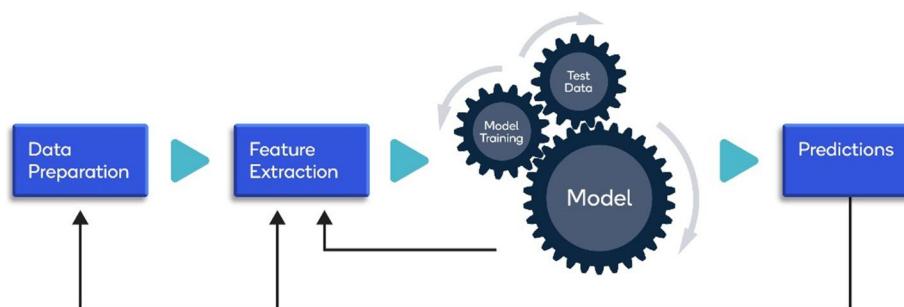 Data
Preparation
Feature
Extraction
Model
Training
Test
Data
Model
Predictions